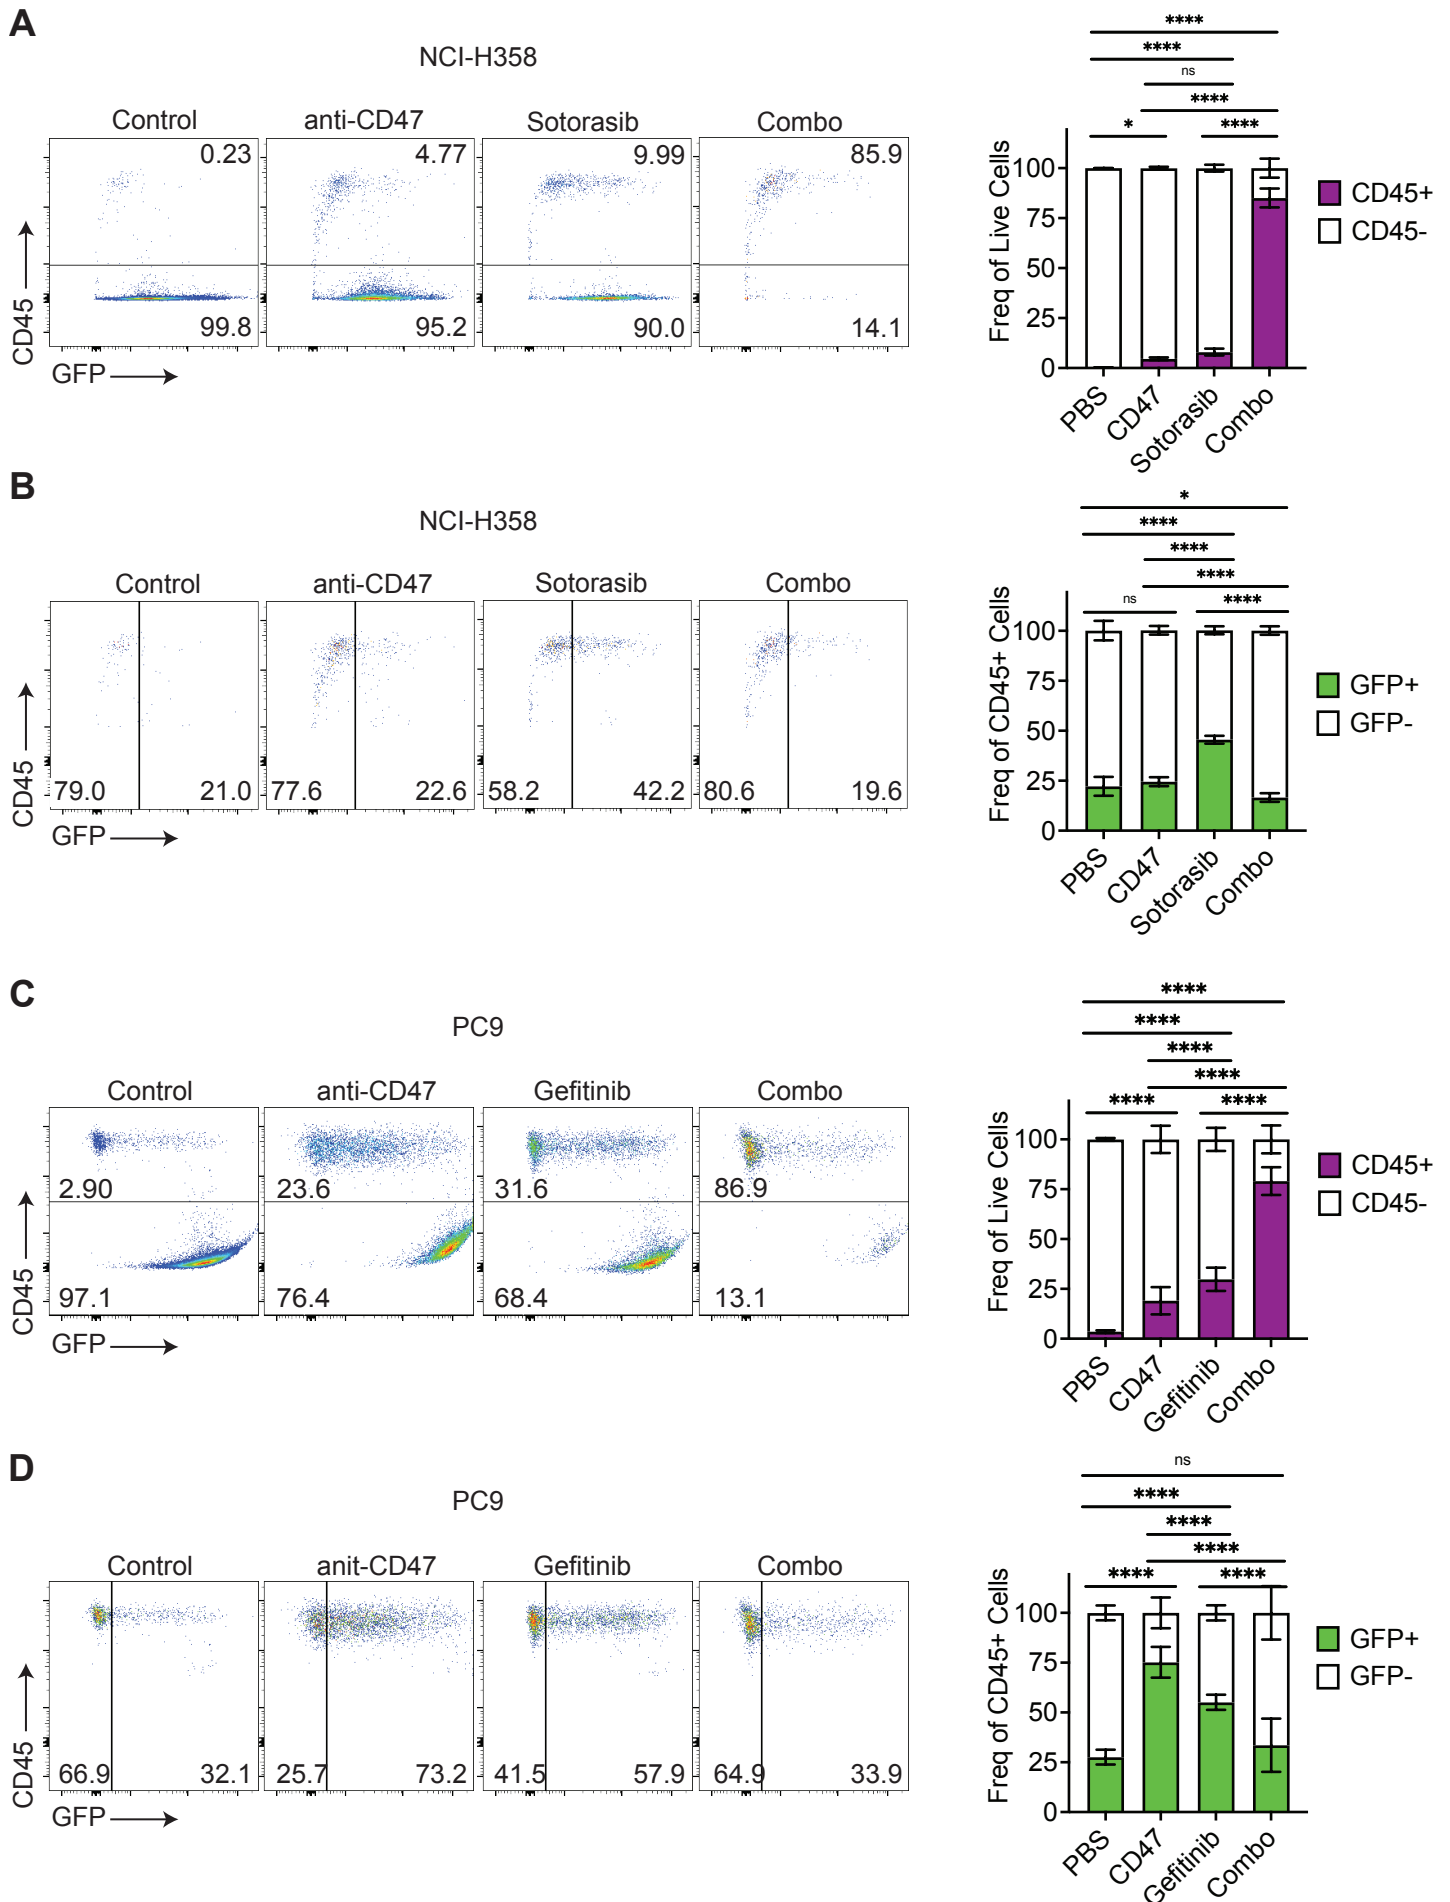 A
NCI-H358
Control
anti-CD47
Sotorasib
Combo
0.23
4.77
9.99
85.9
99.8
95.2
90.0
14.1
CD45
GFP
****
****
ns
****
*
****
Freq of Live Cells
100
75
50
25
0
PBS
CD47
Sotorasib
Combo
CD45+
CD45-
B
NCI-H358
Control
anti-CD47
Sotorasib
Combo
79.0
21.0
77.6
22.6
58.2
42.2
80.6
19.6
CD45
GFP
*
****
****
****
ns
****
Freq of CD45+ Cells
100
75
50
25
0
PBS
CD47
Sotorasib
Combo
GFP+
GFP-
C
PC9
Control
anti-CD47
Gefitinib
Combo
2.90
23.6
31.6
86.9
97.1
76.4
68.4
13.1
CD45
GFP
****
****
****
****
****
****
Freq of Live Cells
100
75
50
25
0
PBS
CD47
Gefitinib
Combo
CD45+
CD45-
D
PC9
Control
anit-CD47
Gefitinib
Combo
66.9
32.1
25.7
73.2
41.5
57.9
64.9
33.9
CD45
GFP
ns
****
****
****
****
****
Freq of CD45+ Cells
100
75
50
25
0
PBS
CD47
Gefitinib
Combo
GFP+
GFP-